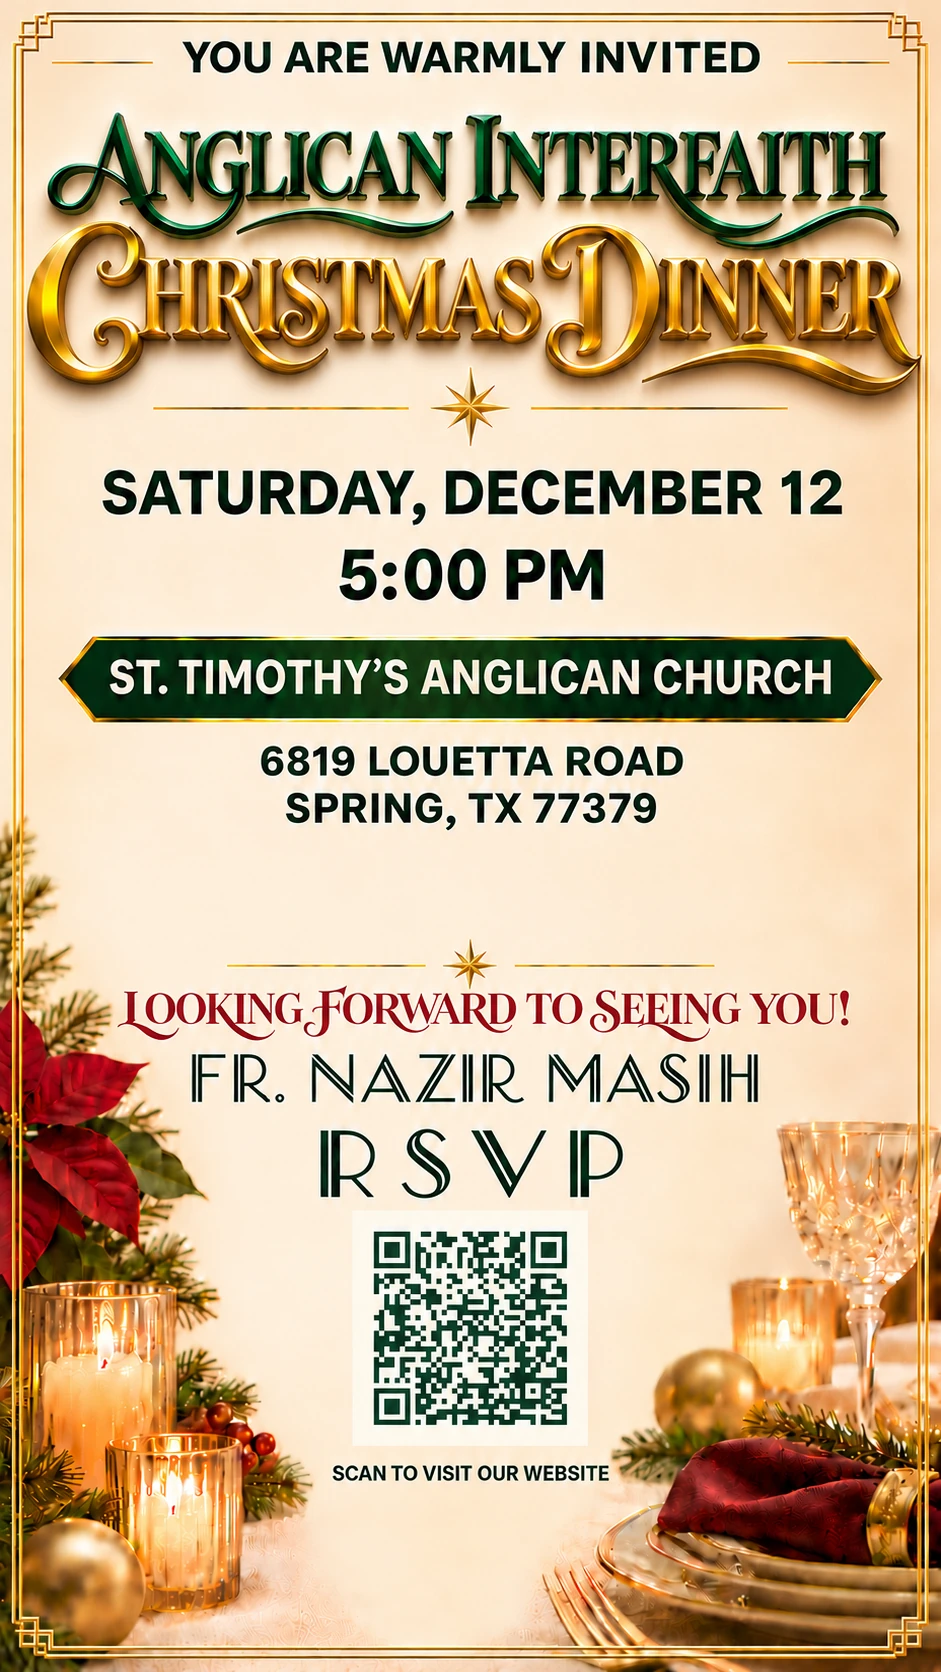 YOU ARE WARMLY INVITED
ANGLICAN INTERFAITH
CHRISTMAS DINNER
SATURDAY, DECEMBER 12
5:00 PM
ST. TIMOTHY’S ANGLICAN CHURCH
6819 LOUETTA ROAD
SPRING, TX 77379
LOOKING FORWARD TO SEEING YOU!
FR. NAZIR MASIH
RSVP
SCAN TO VISIT OUR WEBSITE